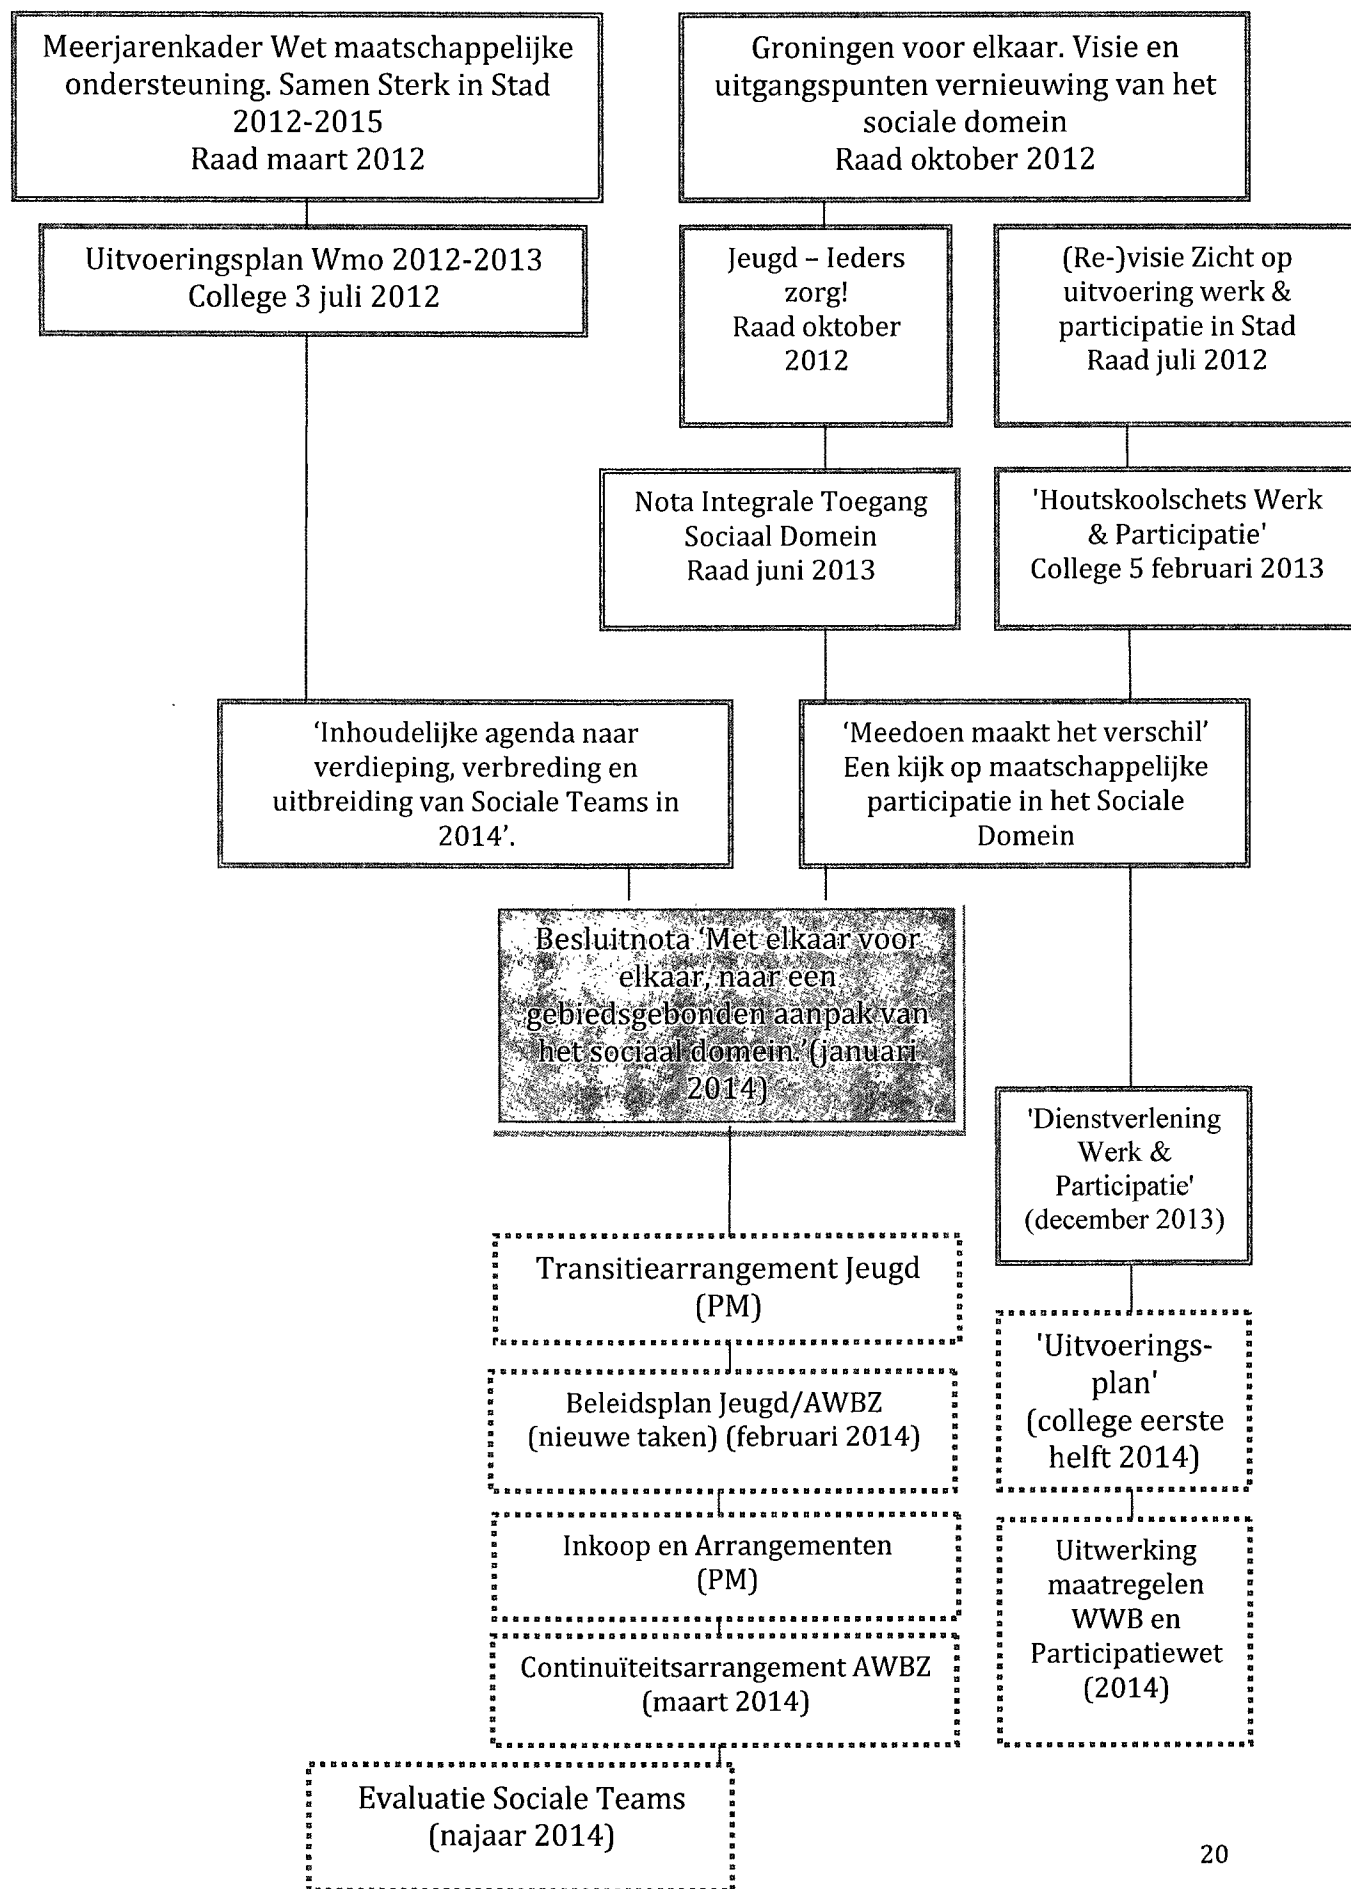 Meerjarenkader Wet maatschappelijke
ondersteuning. Samen Sterk in Stad
2012-2015
Raad maart 2012
Groningen voor elkaar. Visie en
uitgangspunten vernieuwing van het
sociale domein
Raad oktober 2012
Uitvoeringsplan Wmo 2012-2013
College 3 juli 2012
Jeugd – Ieders
zorg!
Raad oktober
2012
(Re-)visie Zicht op
uitvoering werk &
participatie in Stad
Raad juli 2012
Nota Integrale Toegang
Sociaal Domein
Raad juni 2013
'Houtskoolschets Werk
& Participatie'
College 5 februari 2013
‘Inhoudelijke agenda naar
verdieping, verbreding en
uitbreiding van Sociale Teams in
2014’.
‘Meedoen maakt het verschil’
Een kijk op maatschappelijke
participatie in het Sociale
Domein
Besluitnota ‘Met elkaar voor
elkaar, naar een
gebiedsgebonden aanpak van
het sociaal domein.’(januari
2014)
'Dienstverlening
Werk &
Participatie'
(december 2013)
Transitiearrangement Jeugd
(PM)
'Uitvoerings-
plan'
(college eerste
helft 2014)
Beleidsplan Jeugd/AWBZ
(nieuwe taken) (februari 2014)
Inkoop en Arrangementen
(PM)
Uitwerking
maatregelen
WWB en
Participatiewet
(2014)
Continuïteitsarrangement AWBZ
(maart 2014)
Evaluatie Sociale Teams
(najaar 2014)
20